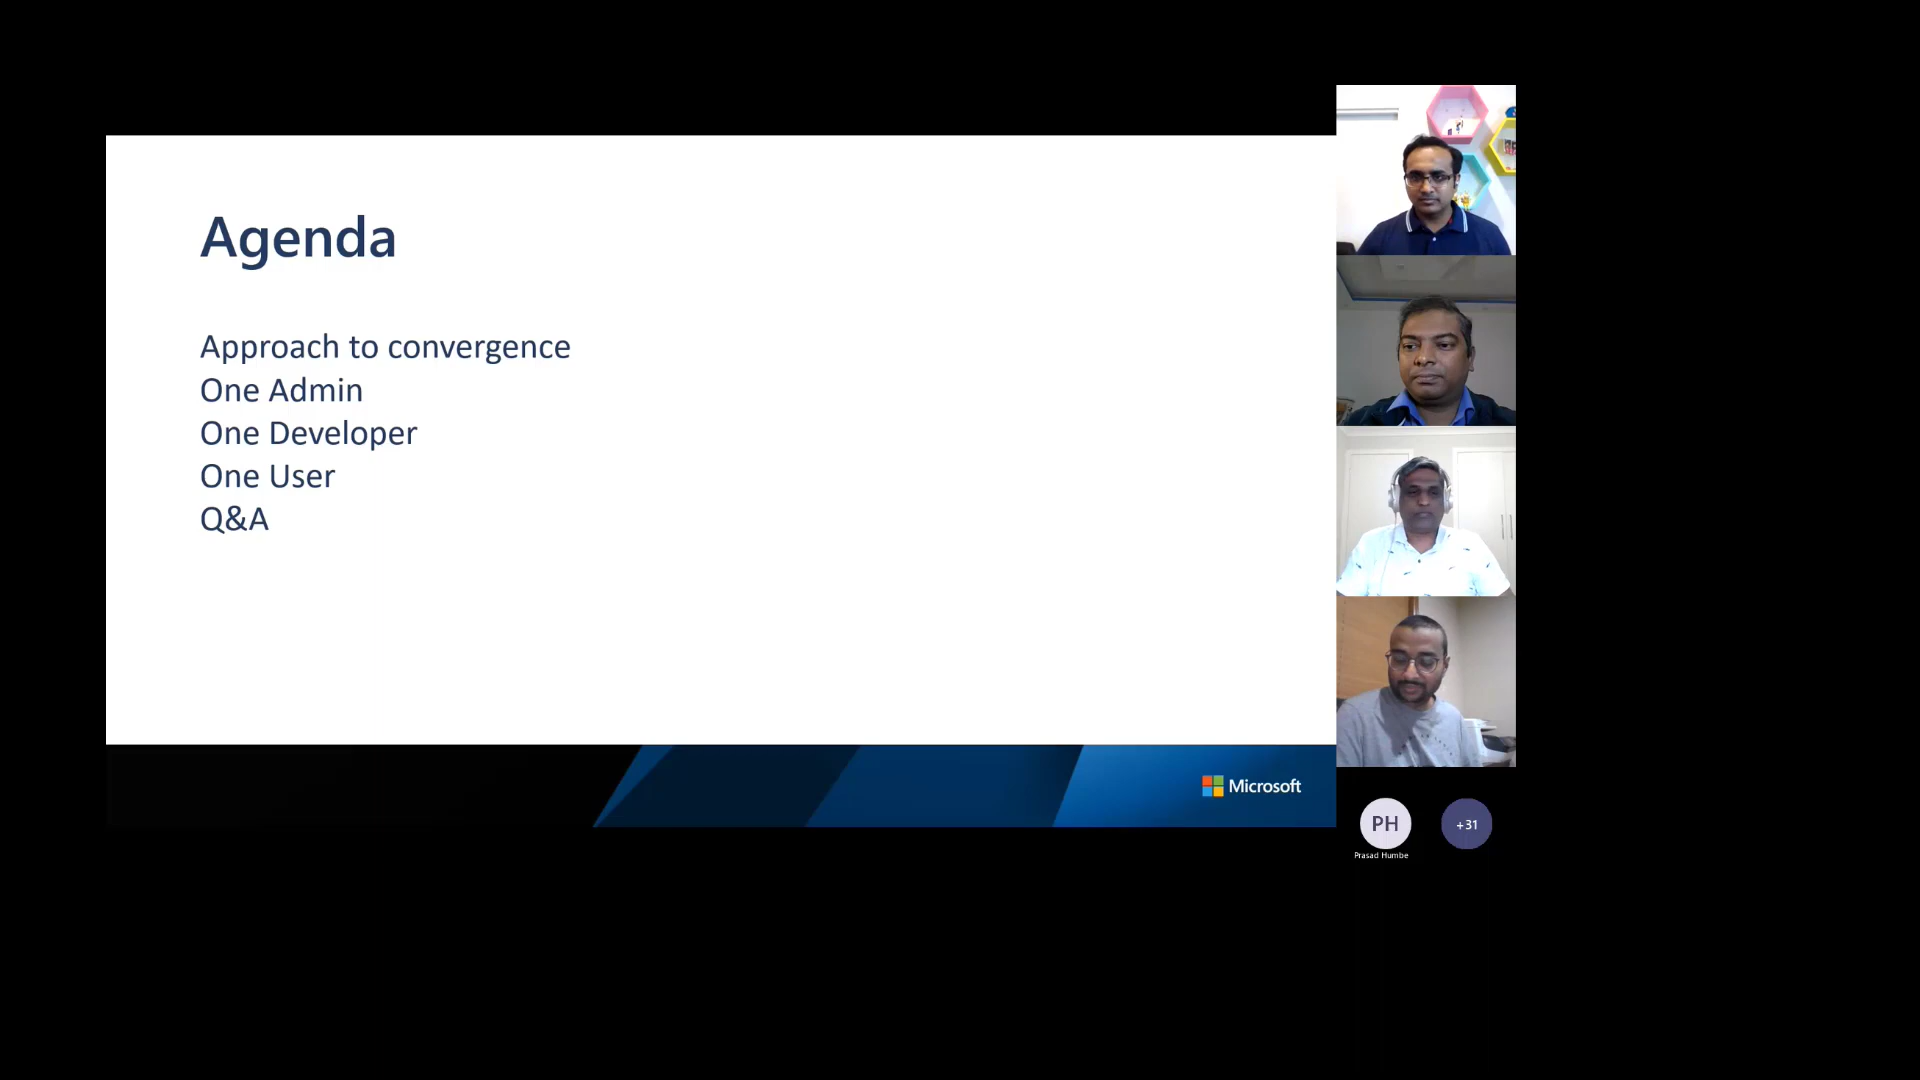 Agenda
Approach to convergence
One Admin
One Developer
One User
Q&A
Microsoft
PH
+31
Prasad Humbe